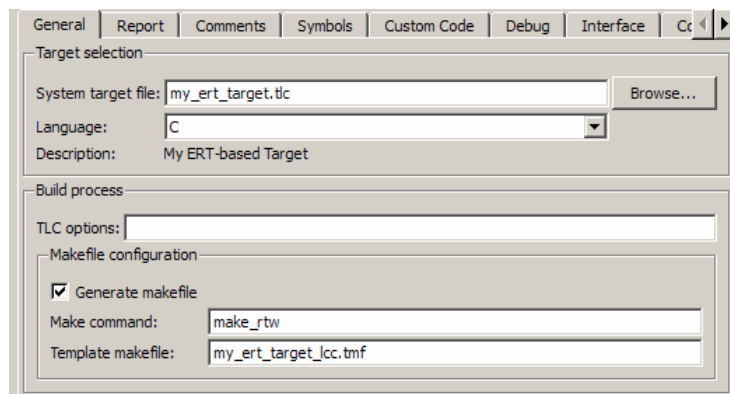 General Report Comments Symbols Custom Code Debug Interface
Target selection
System target file: my_ert_target.tlc Browse...
Language: C
Description: My ERT-based Target
Build process
TLC options:
Makefile configuration
Generate makefile
Make command: make_rtw
Template makefile: my_ert_target_lcc.tmf